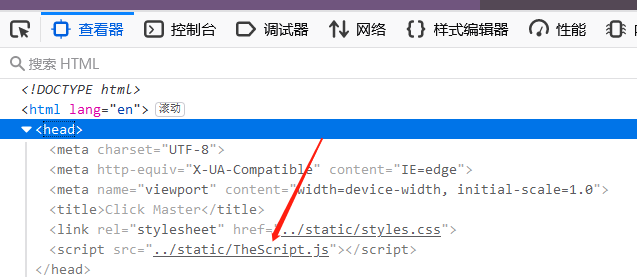 查看器 控制台 调试器 网络 {} 样式编辑器 性能
搜索 HTML
<!DOCTYPE html>
<html lang="en"> 滚动
<head>
<meta charset="UTF-8">
<meta http-equiv="X-UA-Compatible" content="IE=edge">
<meta name="viewport" content="width=device-width, initial-scale=1.0">
<title>Click Master</title>
<link rel="stylesheet" href="../static/styles.css">
<script src="../static/TheScript.js"></script>
</head>